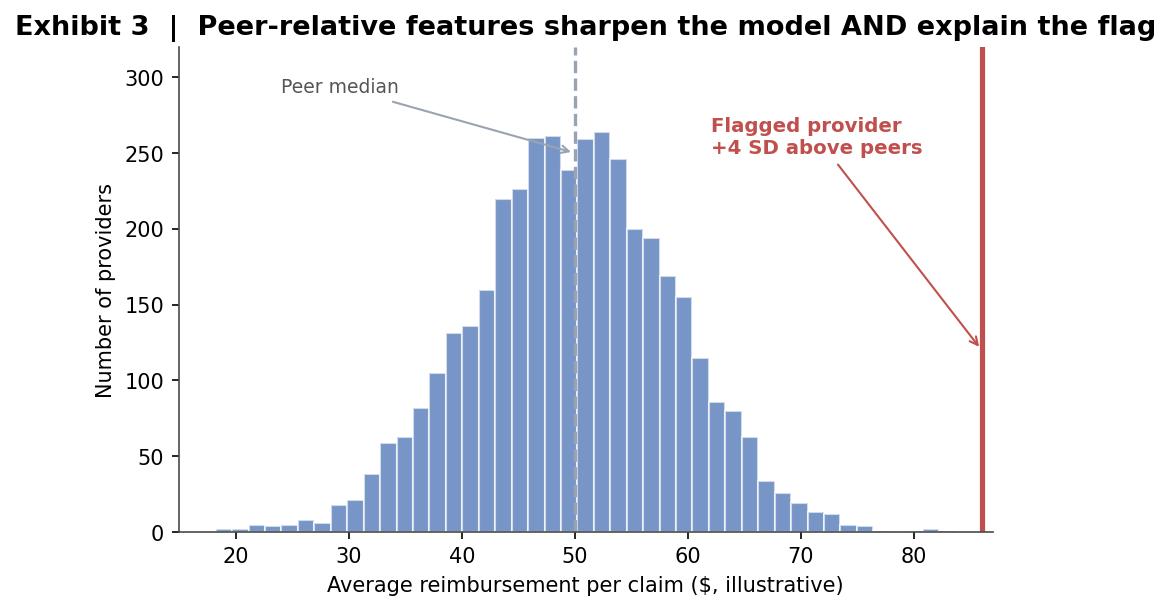 Exhibit 3 | Peer-relative features sharpen the model AND explain the flag
Peer median
Flagged provider
+4 SD above peers
Number of providers
300
250
200
150
100
50
0
20 30 40 50 60 70 80
Average reimbursement per claim ($, illustrative)